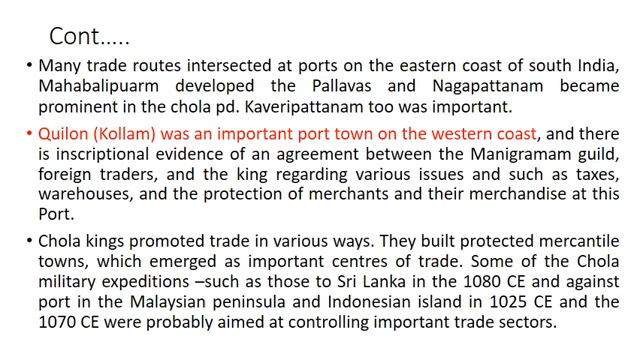 Cont…..
• Many trade routes intersected at ports on the eastern coast of south India,
Mahabalipuarm developed the Pallavas and Nagapattanam became
prominent in the chola pd. Kaveripattanam too was important.
• Quilon (Kollam) was an important port town on the western coast, and there
is inscriptional evidence of an agreement between the Manigramam guild,
foreign traders, and the king regarding various issues and such as taxes,
warehouses, and the protection of merchants and their merchandise at this
Port.
• Chola kings promoted trade in various ways. They built protected mercantile
towns, which emerged as important centres of trade. Some of the Chola
military expeditions –such as those to Sri Lanka in the 1080 CE and against
port in the Malaysian peninsula and Indonesian island in 1025 CE and the
1070 CE were probably aimed at controlling important trade sectors.